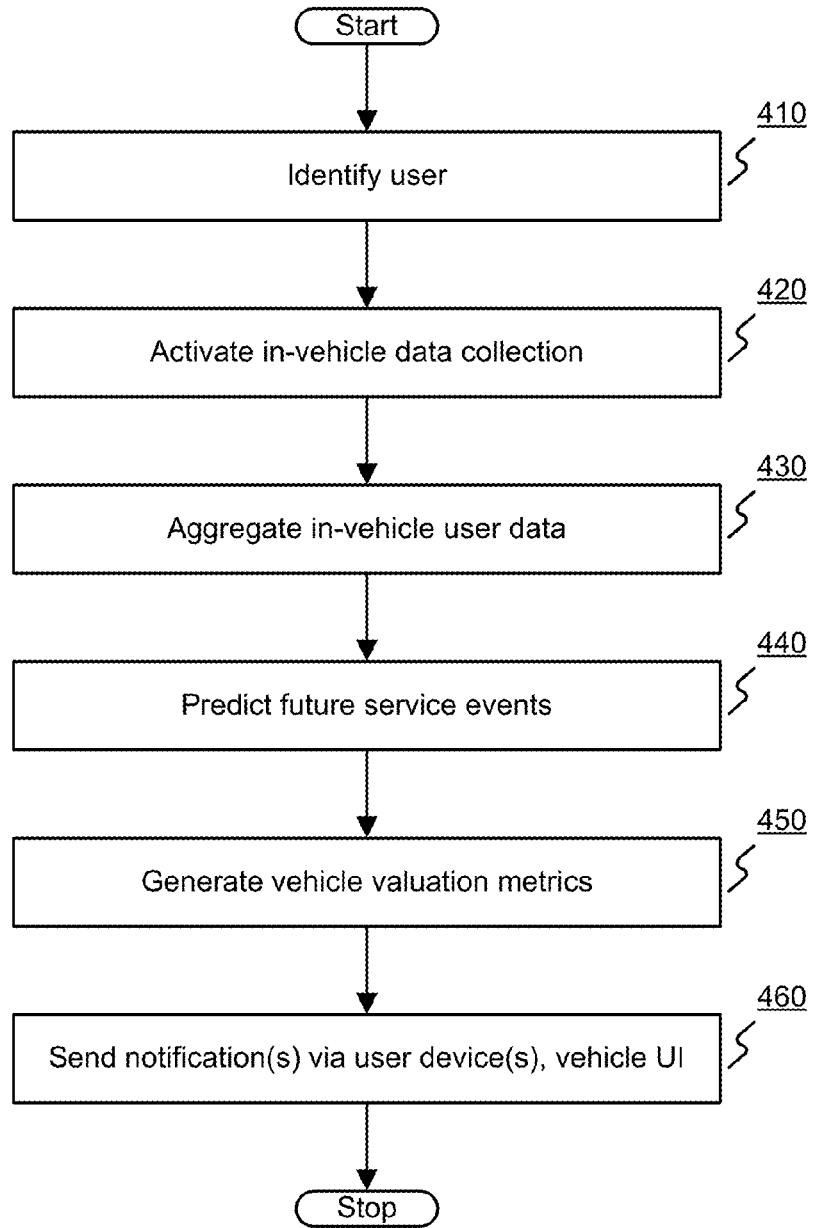 Start
410
Identify user
420
Activate in-vehicle data collection
430
Aggregate in-vehicle user data
440
Predict future service events
450
Generate vehicle valuation metrics
460
Send notification(s) via user device(s), vehicle UI
Stop